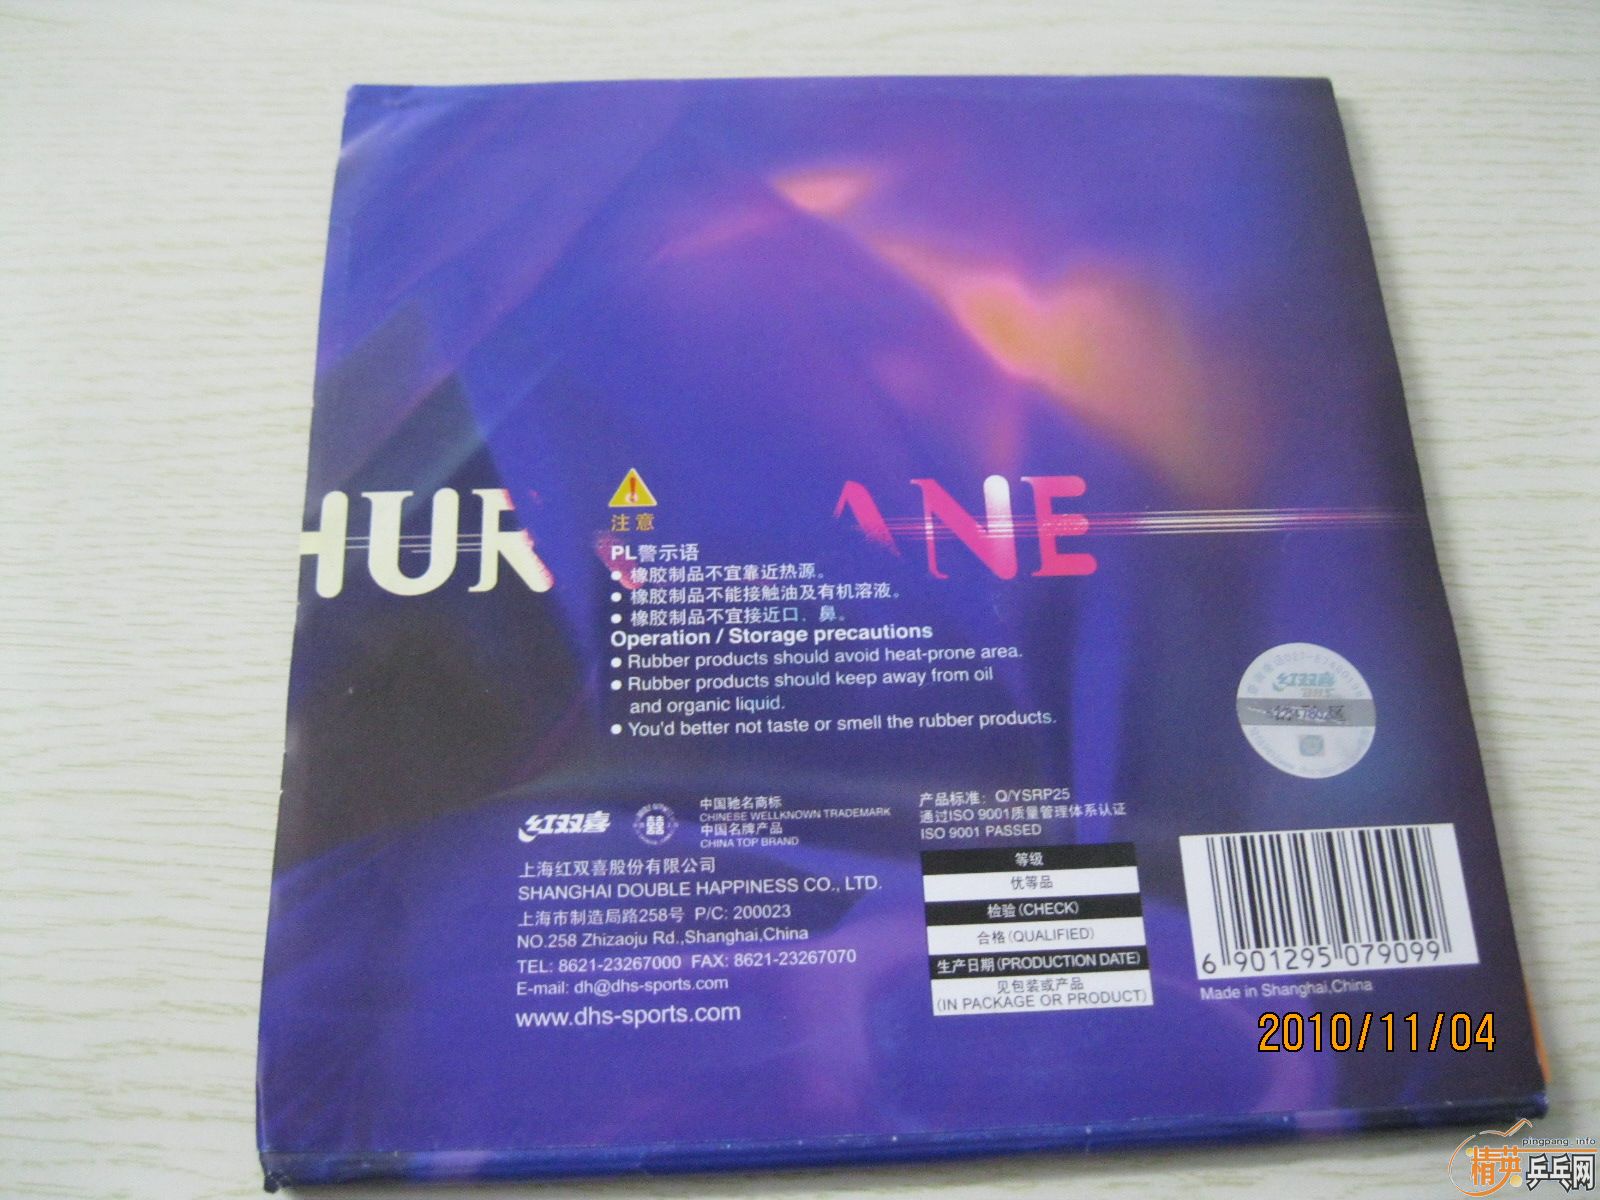 HUR ANE
注意
PL警示语
● 橡胶制品不宜靠近热源。
● 橡胶制品不能接触油及有机溶液。
● 橡胶制品不宜接近口、鼻。
Operation / Storage precautions
● Rubber products should avoid heat-prone area.
● Rubber products should keep away from oil
and organic liquid.
● You'd better not taste or smell the rubber products.
红双喜
红双喜
中国驰名商标
CHINESE WELLKNOWN TRADEMARK
中国名牌产品
CHINA TOP BRAND
上海红双喜股份有限公司
SHANGHAI DOUBLE HAPPINESS CO., LTD.
上海市制造局路258号 P/C: 200023
NO.258 Zhizaoju Rd.,Shanghai,China
TEL: 8621-23267000 FAX: 8621-23267070
E-mail: dh@dhs-sports.com
www.dhs-sports.com
产品标准: Q/YSRP25
通过ISO 9001质量管理体系认证
ISO 9001 PASSED
等级
优等品
检验(CHECK)
合格(QUALIFIED)
生产日期(PRODUCTION DATE)
见包装或产品
(IN PACKAGE OR PRODUCT)
6 901295 079099
Made in Shanghai,China
2010/11/04
pingpang_info
精英乒乓网